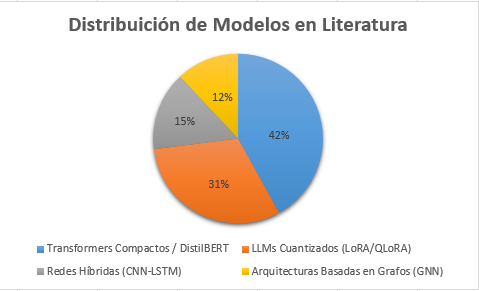 Distribuición de Modelos en Literatura
12%
42%
15%
31%
Transformers Compactos / DistilBERT
LLMs Cuantizados (LoRA/QLoRA)
Redes Híbridas (CNN-LSTM)
Arquitecturas Basadas en Grafos (GNN)